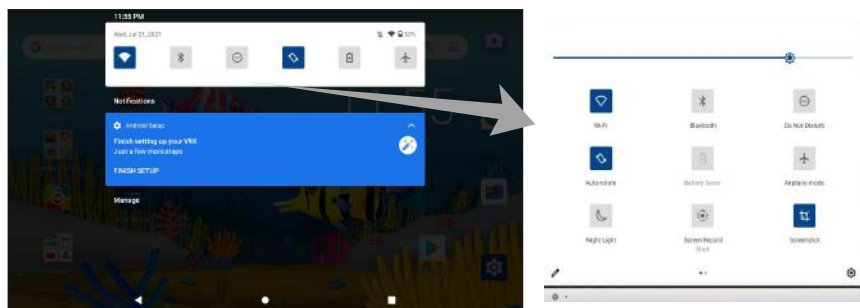 11:55 PM
Wed, Jul 21, 2021
50%
Notifications
Android Setup
Finish setting up your VRX
Just a few more steps
FINISH SETUP
Manage
Wi-Fi
Bluetooth
Do Not Disturb
Auto-rotate
Battery Saver
Airplane mode
Night Light
Screen Record
Start
Screenshot